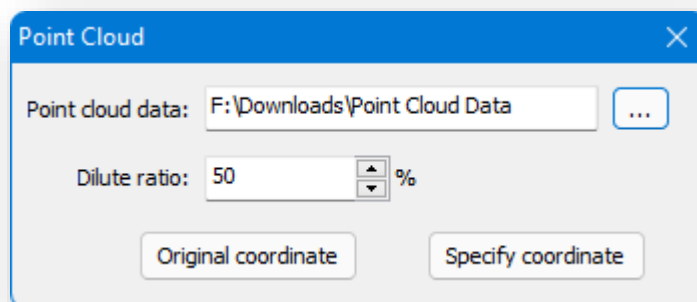 Point Cloud
Point cloud data: F:\Downloads\Point Cloud Data ...
Dilute ratio: 50 %
Original coordinate Specify coordinate